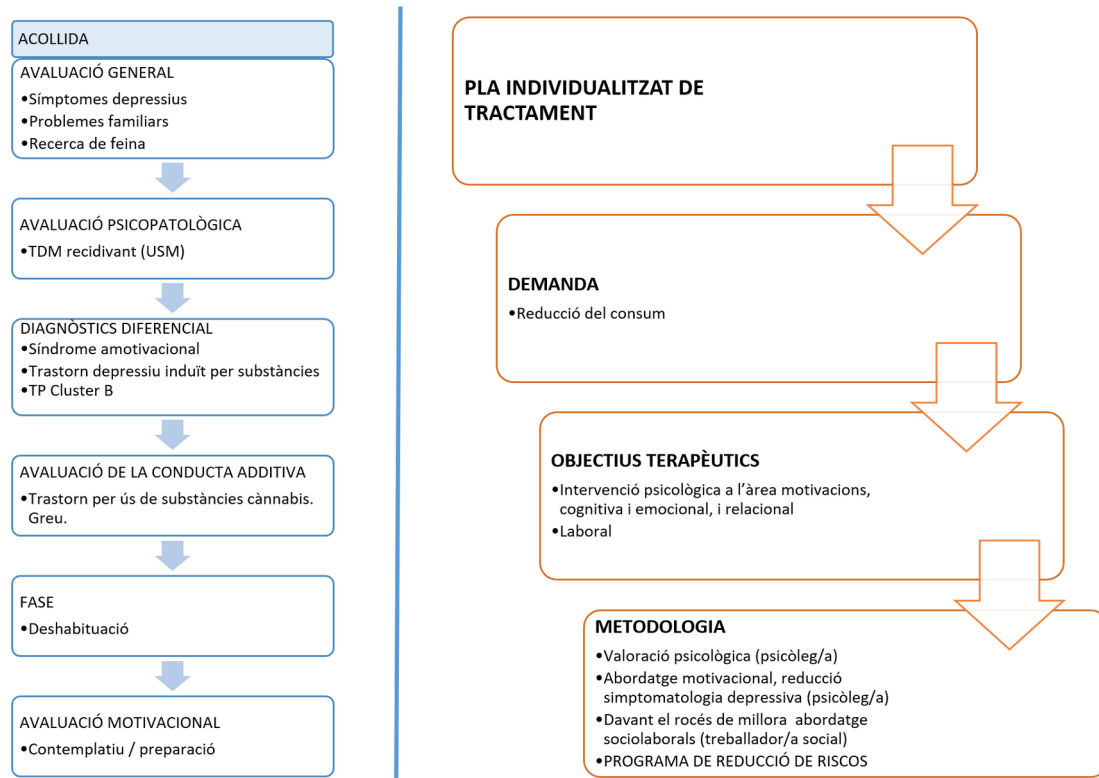 ACOLLIDA
AVALUACIÓ GENERAL
•Símptomes depressius
•Problemes familiars
•Recerca de feina
AVALUACIÓ PSICOPATOLÒGICA
•TDM recidivant (USM)
DIAGNÒSTICS DIFERENCIAL
•Síndrome amotivacional
•Trastorn depressiu induït per substàncies
•TP Cluster B
AVALUACIÓ DE LA CONDUCTA ADDITIVA
•Trastorn per ús de substàncies cànnabis.
Greu.
FASE
•Deshabituació
AVALUACIÓ MOTIVACIONAL
•Contemplatiu / preparació
PLA INDIVIDUALITZAT DE
TRACTAMENT
DEMANDA
•Reducció del consum
OBJECTIUS TERAPÈUTICS
•Intervenció psicològica a l'àrea motivacions,
cognitiva i emocional, i relacional
•Laboral
METODOLOGIA
•Valoració psicològica (psicòleg/a)
•Abordatge motivacional, reducció
simptomatologia depressiva (psicòleg/a)
•Davant el rocés de millora  abordatge
sociolaborals (treballador/a social)
•PROGRAMA DE REDUCCIÓ DE RISCOS